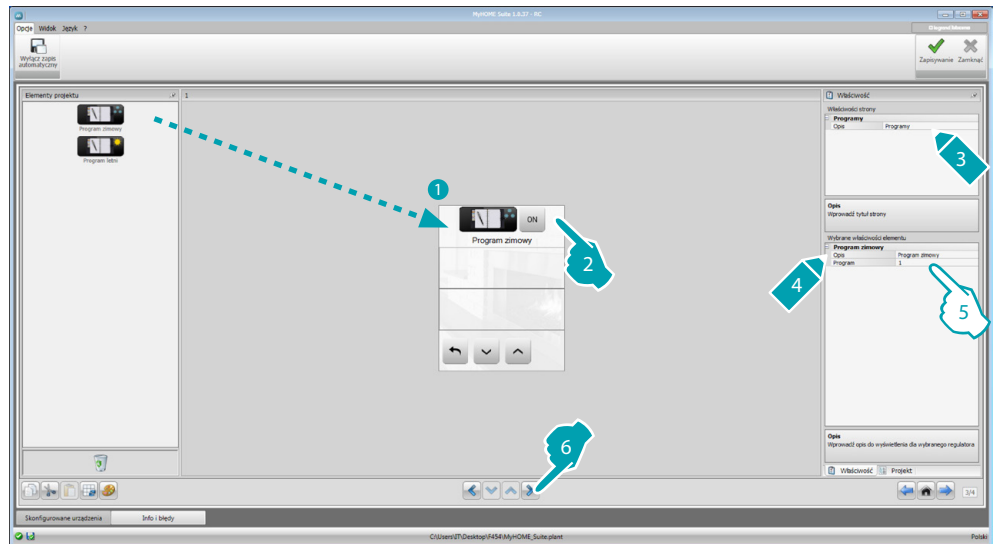 MyHOME Suite 1.0.37 - RC
Opcje Widok Język ?
Wyłącz zapis
automatyczny
Zapisywanie Zamknąć
Elementy projektu
1
Właściwość
Program zimowy
Program letni
Właściwości strony
Programy
Opis Programy
3
Opis
Wprowadź tytuł strony
1
ON
Program zimowy
2
Wybrane właściwości elementu
Program zimowy
Opis Program zimowy
Program 1
4
5
Opis
Wprowadź opis do wyświetlenia dla wybranego regulatora
6
Właściwość Projekt
3/4
Skonfigurowane urządzenia Info i błędy
C:\Users\IT\Desktop\F454\MyHOME_Suite.plant
Polski